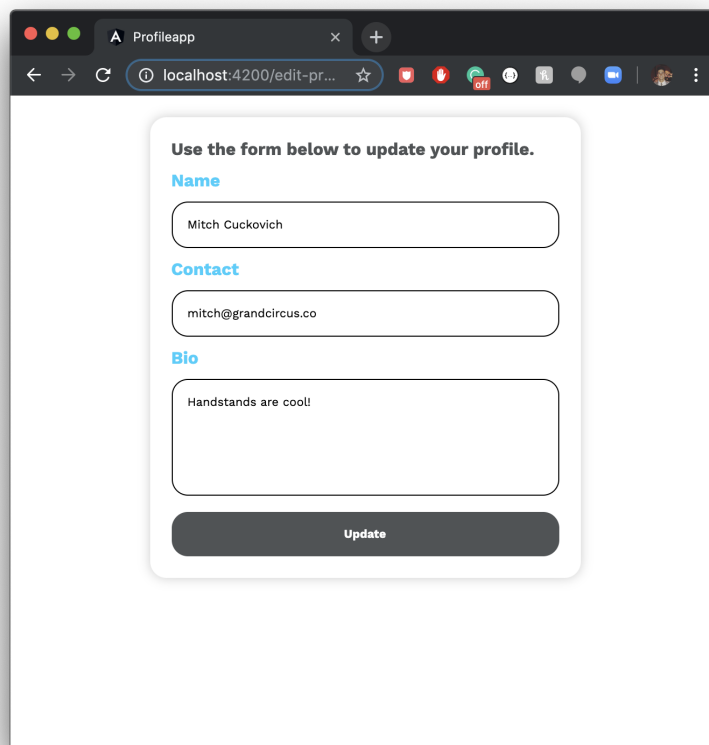 Profileapp
localhost:4200/edit-pr...
off
Use the form below to update your profile.
Name
Mitch Cuckovich
Contact
mitch@grandcircus.co
Bio
Handstands are cool!
Update